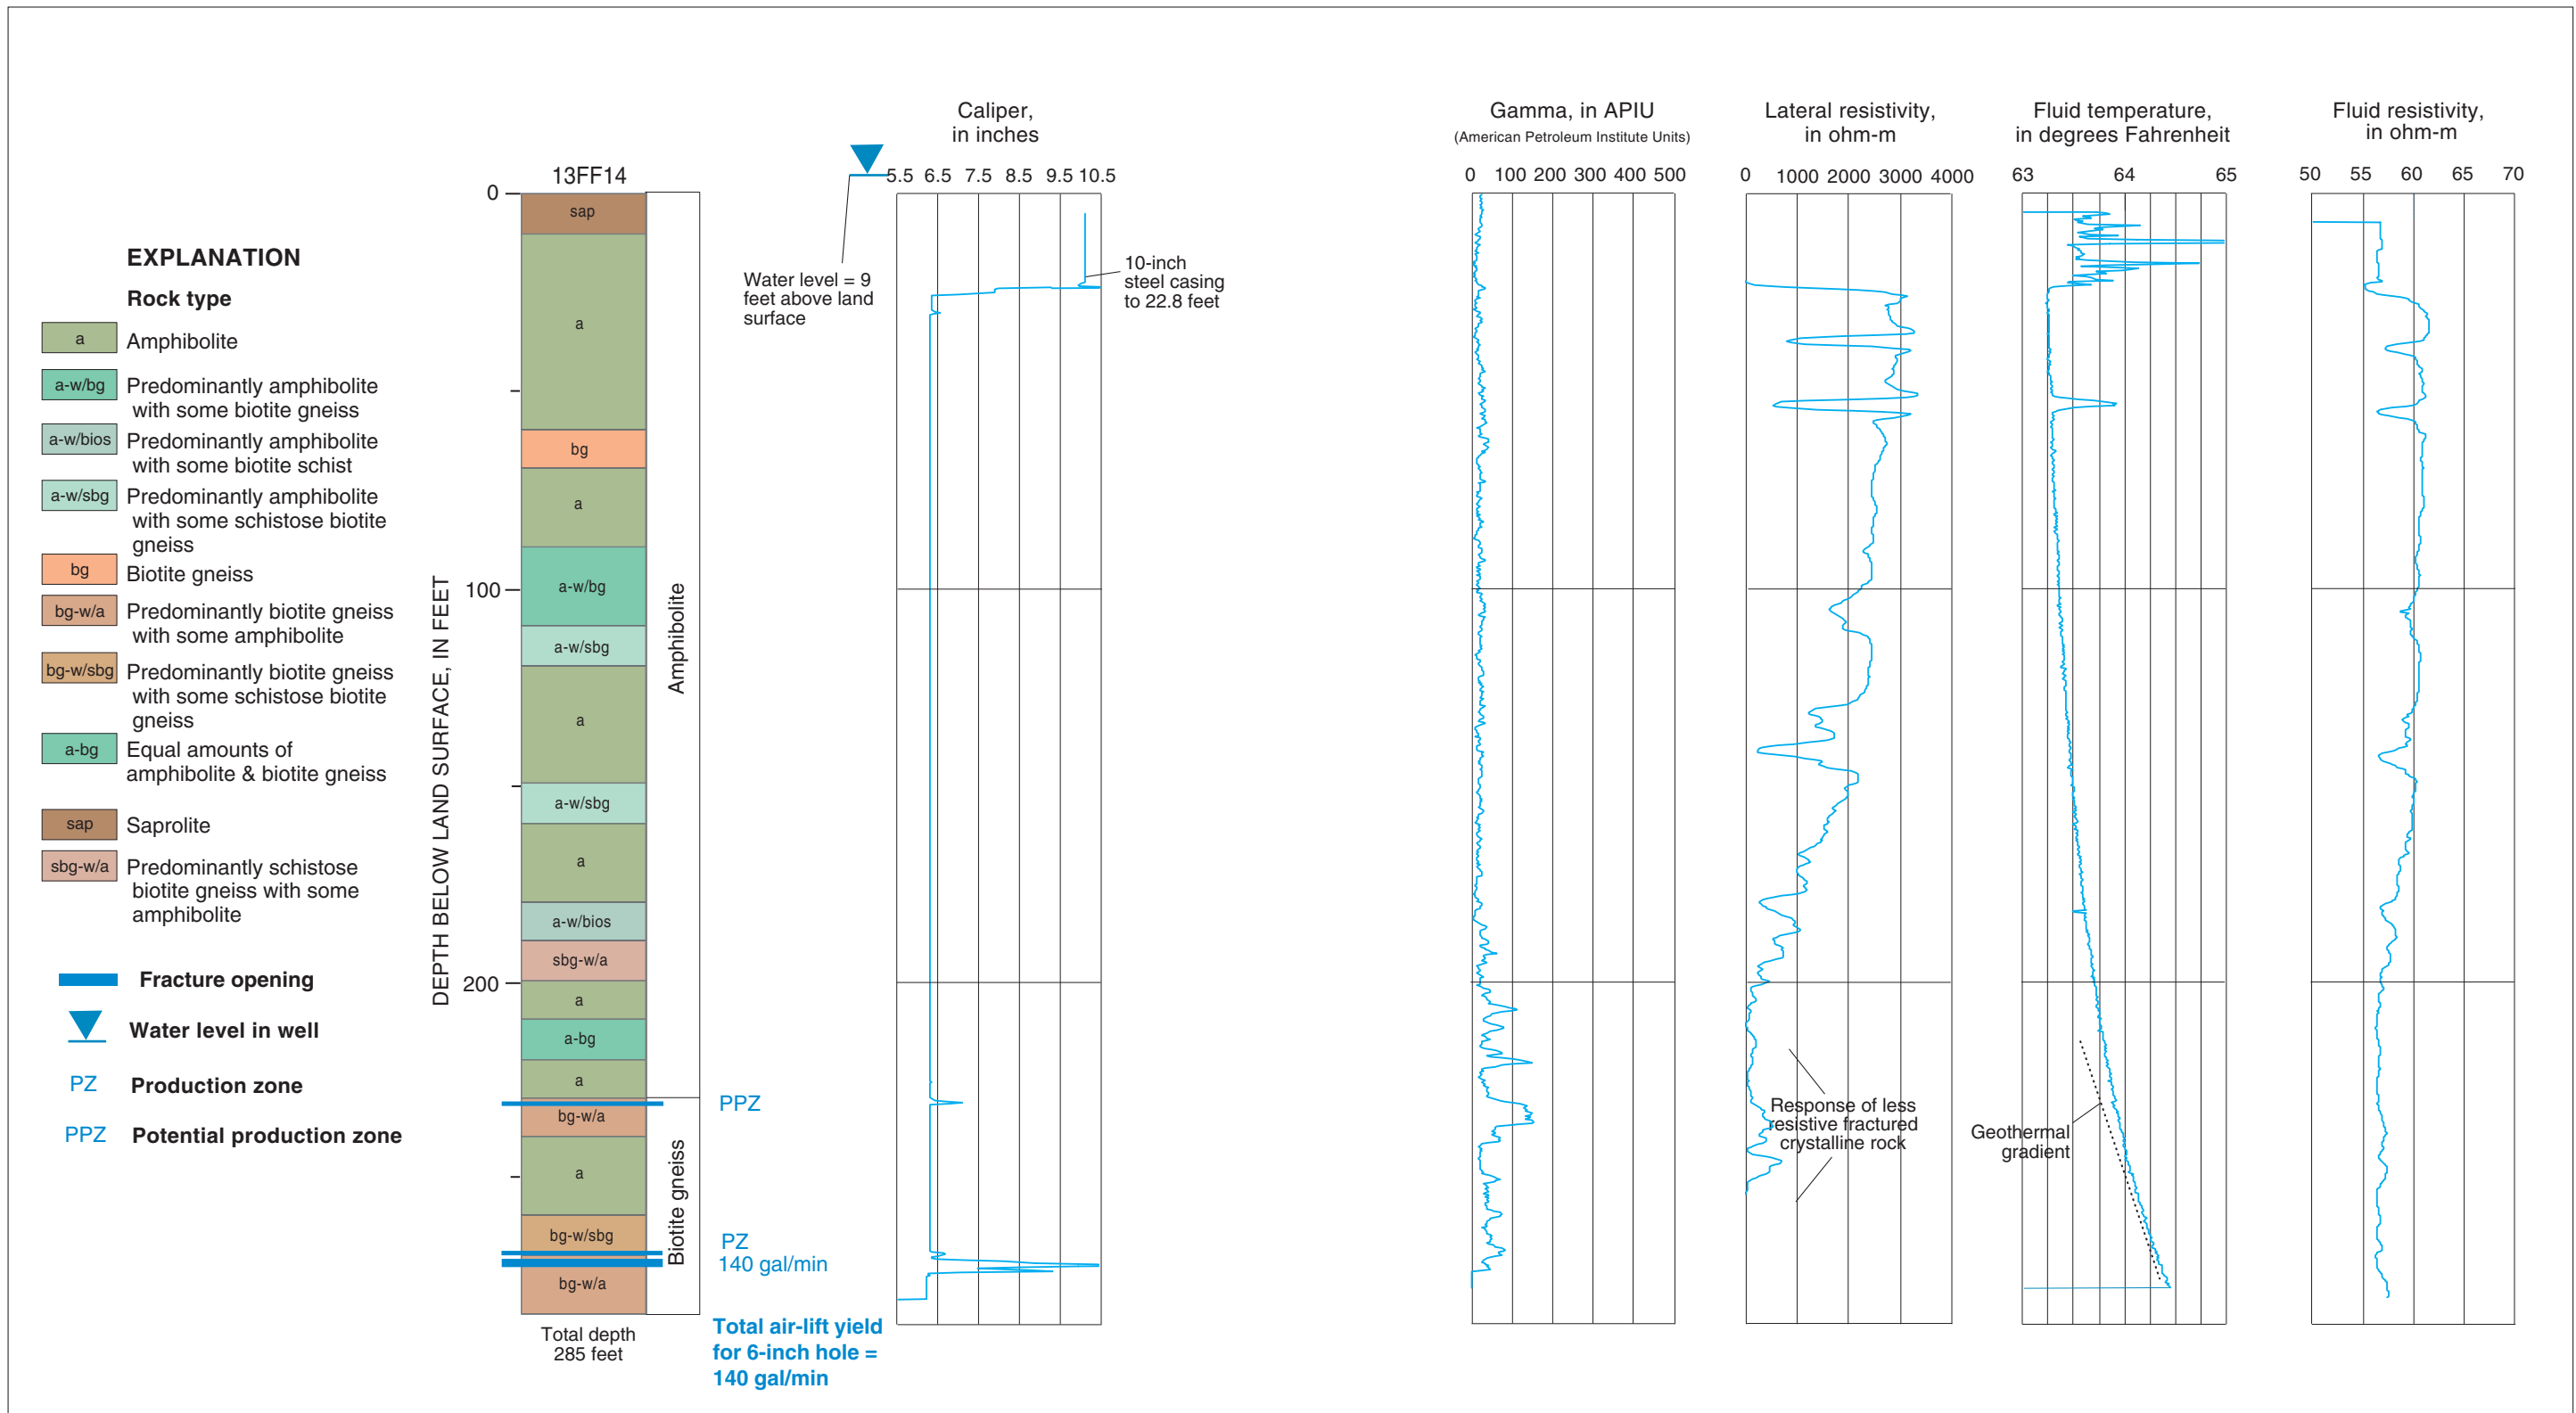 EXPLANATION
Rock type
a Amphibolite
a-w/bg Predominantly amphibolite
with some biotite gneiss
a-w/bios Predominantly amphibolite
with some biotite schist
a-w/sbg Predominantly amphibolite
with some schistose biotite
gneiss
bg Biotite gneiss
bg-w/a Predominantly biotite gneiss
with some amphibolite
bg-w/sbg Predominantly biotite gneiss
with some schistose biotite
gneiss
a-bg Equal amounts of
amphibolite & biotite gneiss
sap Saprolite
sbg-w/a Predominantly schistose
biotite gneiss with some
amphibolite
Fracture opening
Water level in well
PZ Production zone
PPZ Potential production zone
DEPTH BELOW LAND SURFACE, IN FEET
0
100
200
13FF14
sap
a
bg
a
a-w/bg
a-w/sbg
a
a-w/sbg
a
a-w/bios
sbg-w/a
a
a-bg
a
bg-w/a
a
bg-w/sbg
bg-w/a
Total depth
285 feet
Amphibolite
Biotite gneiss
Water level = 9
feet above land
surface
PPZ
PZ
140 gal/min
Total air-lift yield
for 6-inch hole =
140 gal/min
Caliper,
in inches
5.5 6.5 7.5 8.5 9.5 10.5
10-inch
steel casing
to 22.8 feet
Gamma, in APIU
(American Petroleum Institute Units)
0 100 200 300 400 500
Lateral resistivity,
in ohm-m
0 1000 2000 3000 4000
Response of less
resistive fractured
crystalline rock
Fluid temperature,
in degrees Fahrenheit
63 64 65
Geothermal
gradient
Fluid resistivity,
in ohm-m
50 55 60 65 70